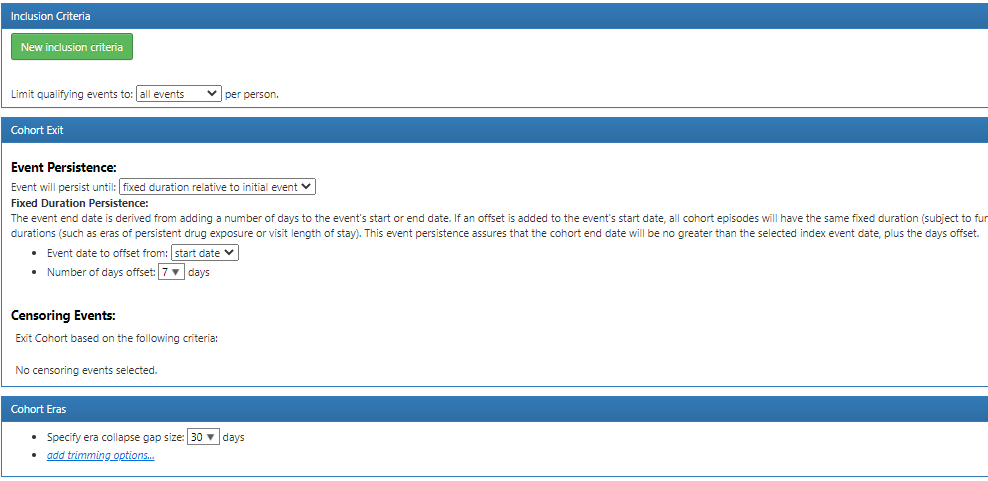 Inclusion Criteria
New inclusion criteria
Limit qualifying events to: all events per person.
Cohort Exit
Event Persistence:
Event will persist until: fixed duration relative to initial event
Fixed Duration Persistence:
The event end date is derived from adding a number of days to the event's start or end date. If an offset is added to the event's start date, all cohort episodes will have the same fixed duration (subject to fur
durations (such as eras of persistent drug exposure or visit length of stay). This event persistence assures that the cohort end date will be no greater than the selected index event date, plus the days offset.
• Event date to offset from: start date
• Number of days offset: 7 ▼ days
Censoring Events:
Exit Cohort based on the following criteria:
No censoring events selected.
Cohort Eras
• Specify era collapse gap size: 30 ▼ days
• add trimming options...